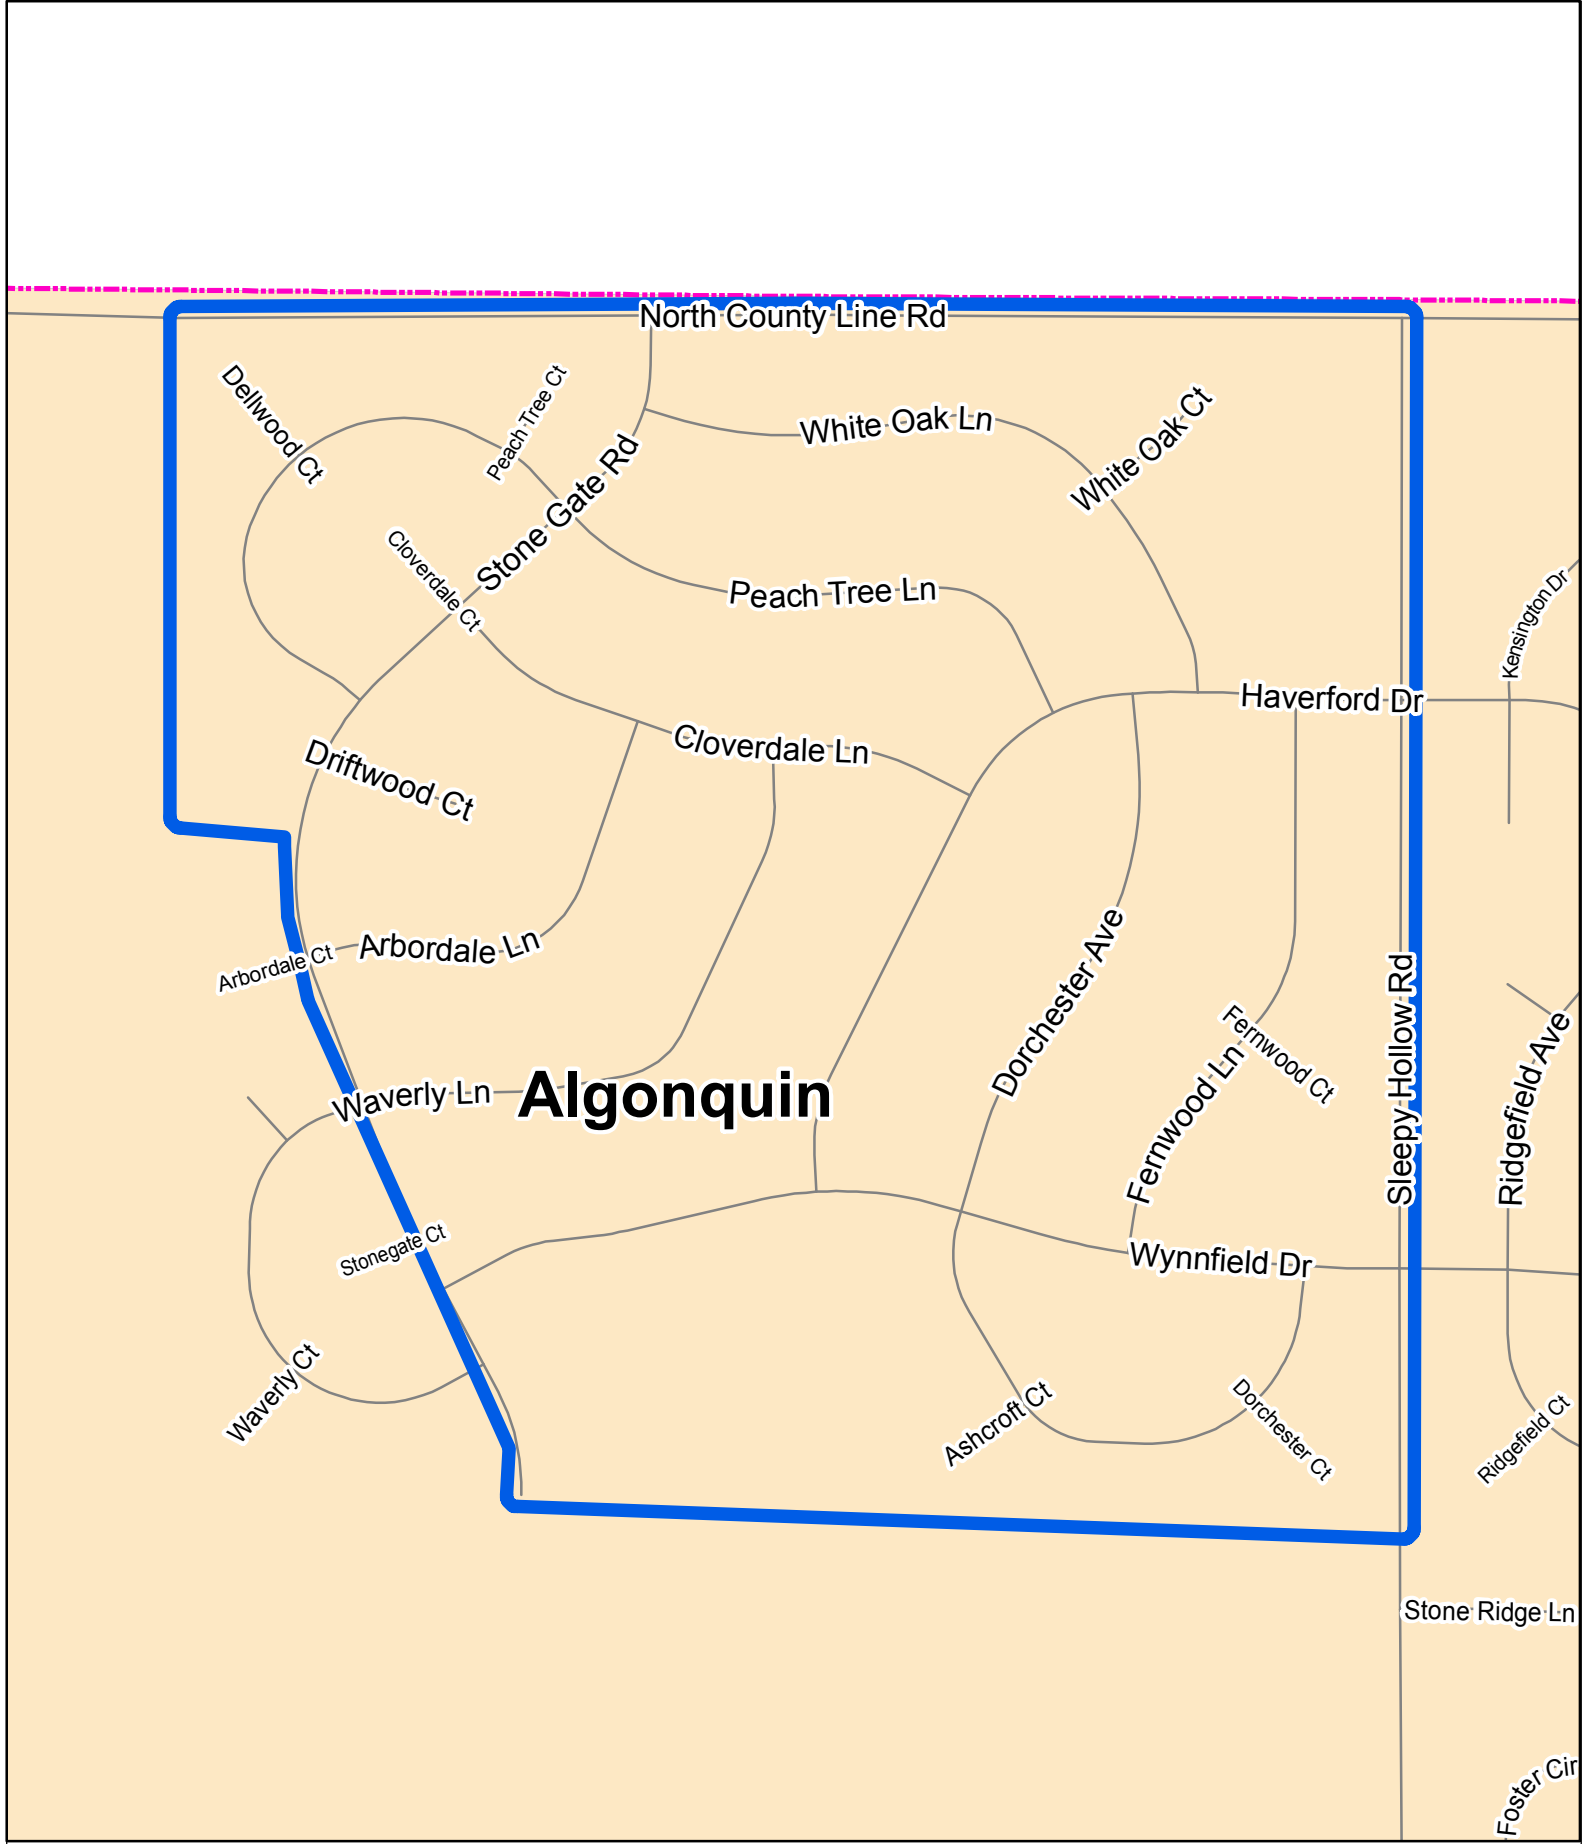 North County Line Rd
Dellwood Ct
Peach Tree Ct
White Oak Ln
White Oak Ct
Stone Gate Rd
Cloverdale Ct
Peach Tree Ln
Kensington Dr
Haverford Dr
Cloverdale Ln
Driftwood Ct
Arbordale Ct
Arbordale Ln
Dorchester Ave
Fernwood Ct
Fernwood Ln
Sleepy Hollow Rd
Ridgefield Ave
Waverly Ln
Algonquin
Stonegate Ct
Wynnfield Dr
Waverly Ct
Ashcroft Ct
Dorchester Ct
Ridgefield Ct
Stone Ridge Ln
Foster Cir